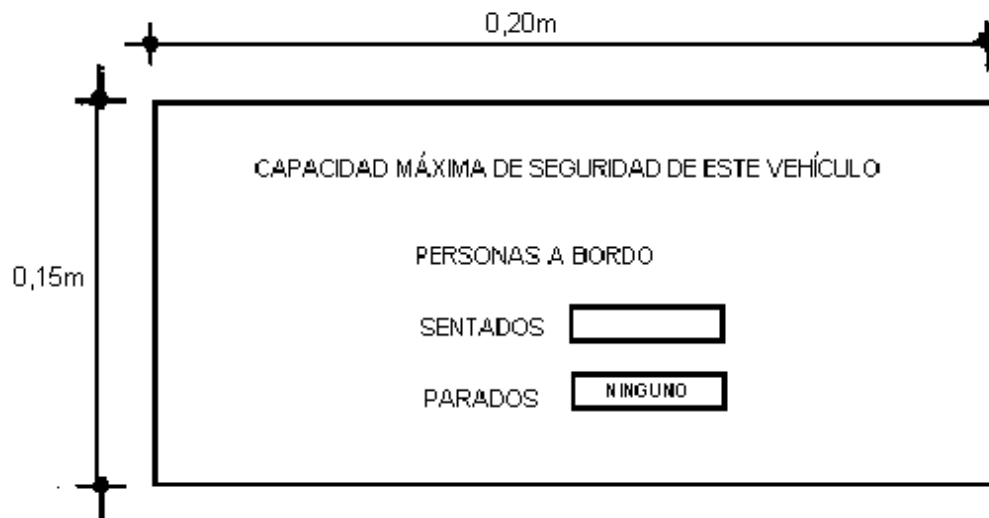 0,20m
CAPACIDAD MÁXIMA DE SEGURIDAD DE ESTE VEHÍCULO
PERSONAS A BORDO
0,15m
SENTADOS
PARADOS NINGUNO